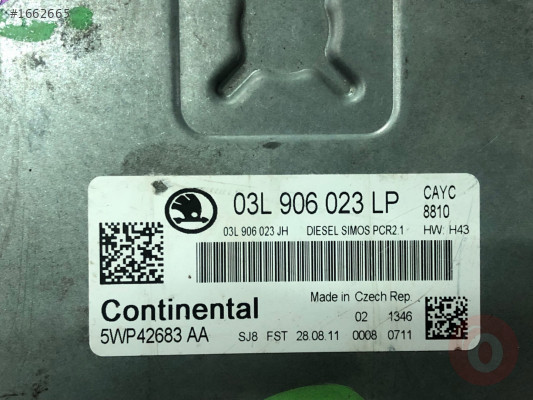 #1662665
03L 906 023 LP CAYC
8810
03L 906 023 JH DIESEL SIMOS PCR2.1 HW: H43
Continental Made in Czech Rep.
02 1346
5WP42683 AA SJ8 FST 28.08.11 0008 0711